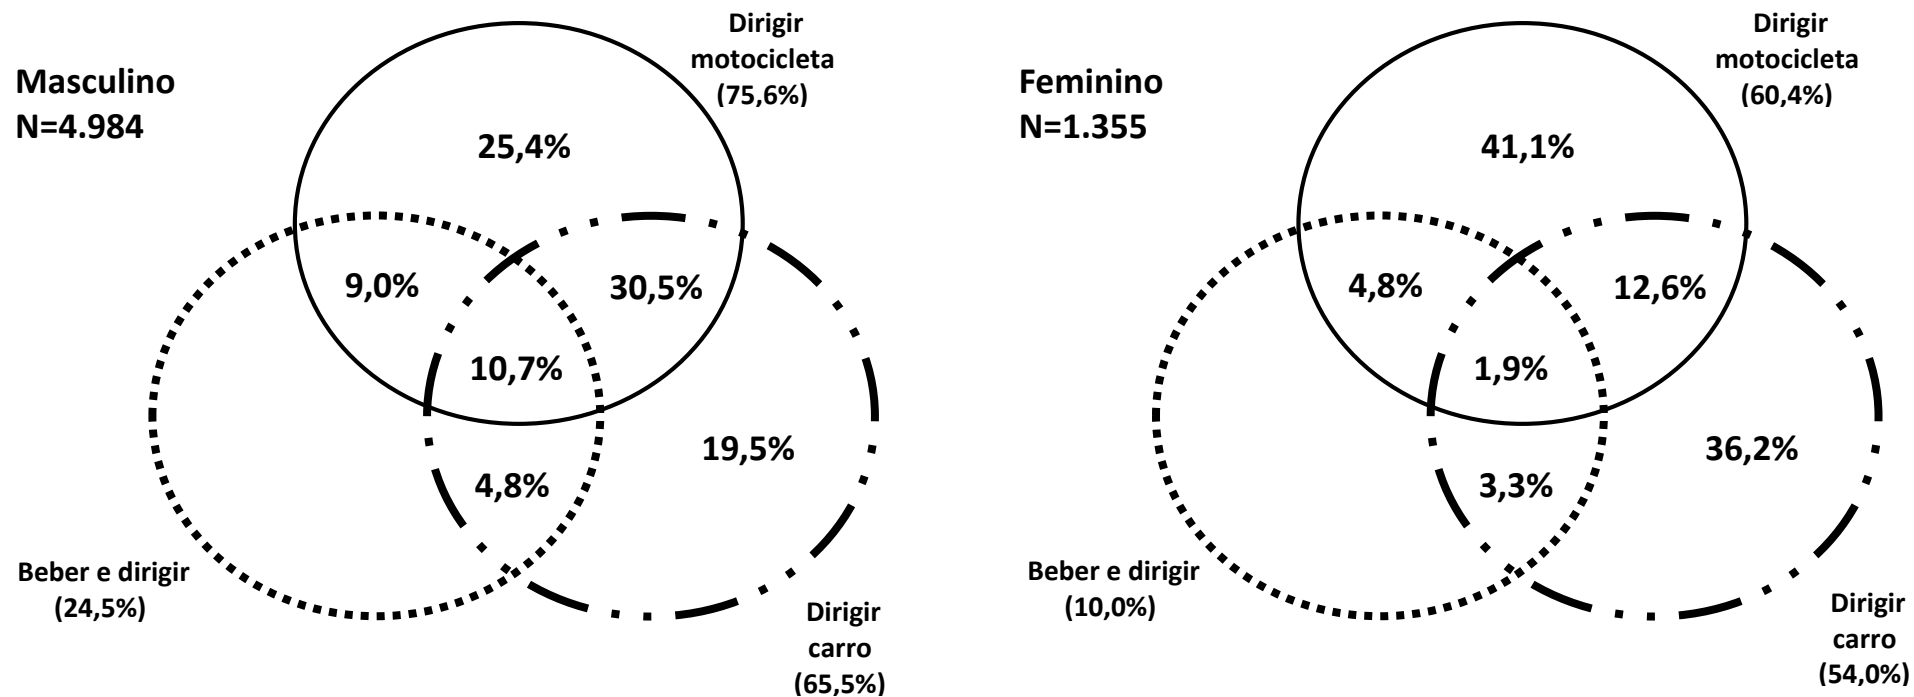 Masculino
N=4.984
Dirigir
motocicleta
(75,6%)
25,4%
9,0%
30,5%
10,7%
19,5%
4,8%
Beber e dirigir
(24,5%)
Dirigir
carro
(65,5%)
Feminino
N=1.355
Dirigir
motocicleta
(60,4%)
41,1%
4,8%
12,6%
1,9%
36,2%
3,3%
Beber e dirigir
(10,0%)
Dirigir
carro
(54,0%)